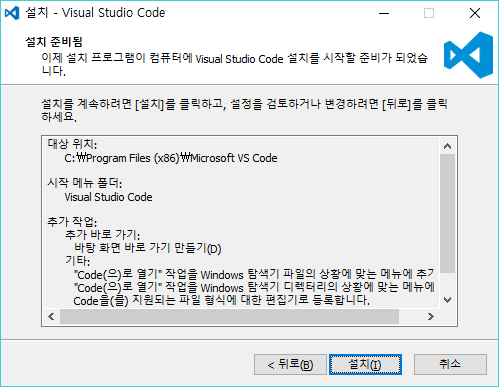 설치 - Visual Studio Code
설치 준비됨
이제 설치 프로그램이 컴퓨터에 Visual Studio Code 설치를 시작할 준비가 되었습
니다.
설치를 계속하려면 [설치]를 클릭하고, 설정을 검토하거나 변경하려면 [뒤로]를 클릭
하세요.
대상 위치:
C:₩Program Files (x86)₩Microsoft VS Code
시작 메뉴 폴더:
Visual Studio Code
추가 작업:
추가 바로 가기:
바탕 화면 바로 가기 만들기(D)
기타:
"Code(으)로 열기" 작업을 Windows 탐색기 파일의 상황에 맞는 메뉴에 추가
"Code(으)로 열기" 작업을 Windows 탐색기 디렉터리의 상황에 맞는 메뉴에
Code을(를) 지원되는 파일 형식에 대한 편집기로 등록합니다.
< 뒤로(B)
설치(I)
취소